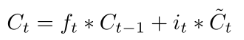 C_t = f_t * C_{t-1} + i_t * \tilde{C}_t